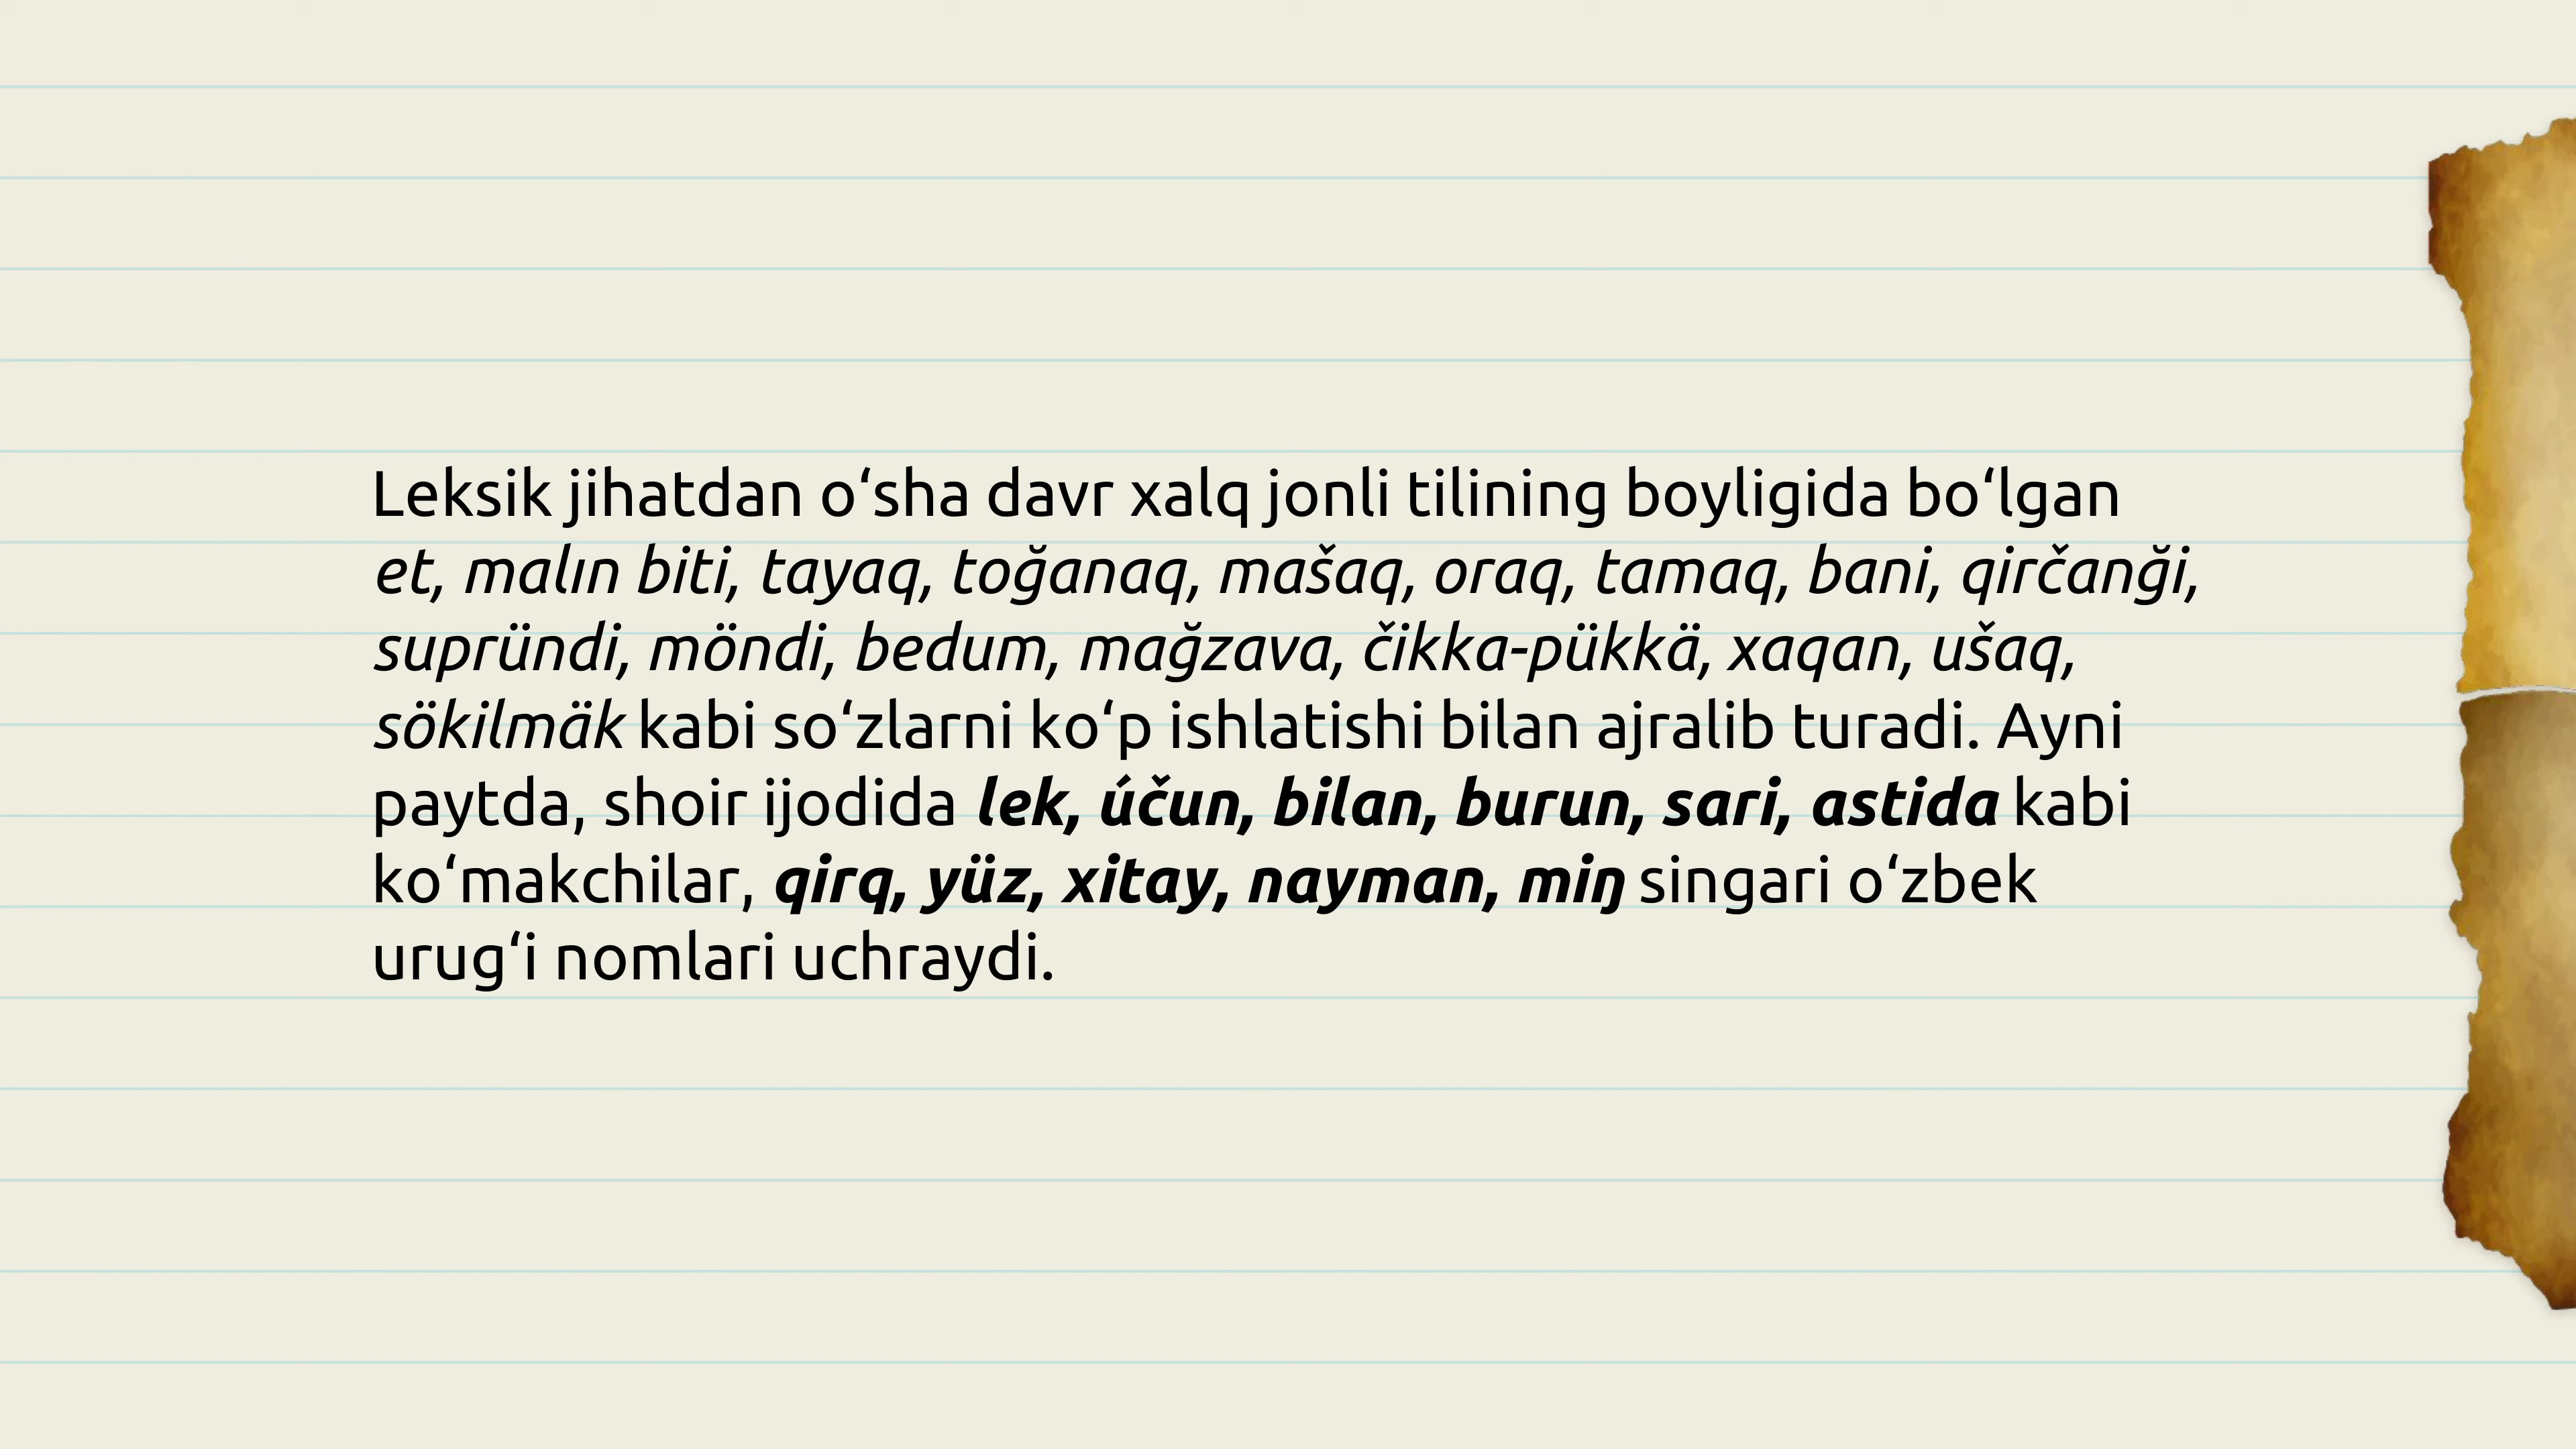 Leksik jihatdan o‘sha davr xalq jonli tilining boyligida bo‘lgan
et, malın biti, tayaq, toğanaq, mašaq, oraq, tamaq, bani, qirčanği,
supründi, möndi, bedum, mağzava, čikka-pükkä, xaqan, ušaq,
sökilmäk kabi so‘zlarni ko‘p ishlatishi bilan ajralib turadi. Ayni
paytda, shoir ijodida lek, účun, bilan, burun, sari, astida kabi
ko‘makchilar, qirq, yüz, xitay, nayman, miŋ singari o‘zbek
urug‘i nomlari uchraydi.